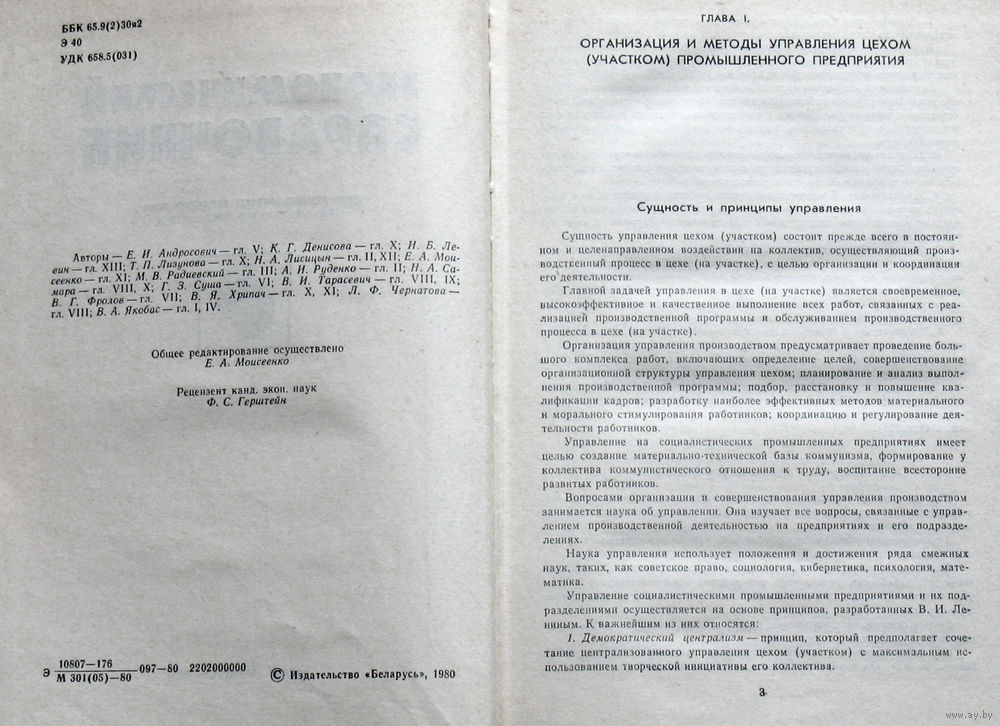 ББК 65.9(2)30я2
Э 40
УДК 658.5(031)
Авторы — Е. И. Андросович — гл. V; К. Г. Денисова — гл. X; И. Б. Ле-
вин — гл. XIII; Т. П. Лизунова — гл. X; Н. А. Лисицын — гл. II, XII; Е. А. Мои-
сеенко — гл. XI; М. В. Радиевский — гл. III; А. И. Руденко — гл. II; Н. А. Са-
мара — гл. VIII, X; Г. З. Суша — гл. VI; В. И. Тарасевич — гл. VIII, IX;
В. Г. Фролов — гл. VII; В. Я. Хрипач — гл. X, XI; Л. Ф. Чернатова —
гл. VIII; В. А. Якобас — гл. I, IV.
Общее редактирование осуществлено
Е. А. Моисеенко
Рецензент канд. экон. наук
Ф. С. Герштейн
Э 10807—176
М 301(05)—80 097—80 2202000000
© Издательство «Беларусь», 1980
ГЛАВА I.
ОРГАНИЗАЦИЯ И МЕТОДЫ УПРАВЛЕНИЯ ЦЕХОМ
(УЧАСТКОМ) ПРОМЫШЛЕННОГО ПРЕДПРИЯТИЯ
Сущность и принципы управления
Сущность управления цехом (участком) состоит прежде всего в постоян-
ном и целенаправленном воздействии на коллектив, осуществляющий произ-
водственный процесс в цехе (на участке), с целью организации и координации
его деятельности.
Главной задачей управления в цехе (на участке) является своевременное,
высокоэффективное и качественное выполнение всех работ, связанных с реа-
лизацией производственной программы и обслуживанием производственного
процесса в цехе (на участке).
Организация управления производством предусматривает проведение боль-
шого комплекса работ, включающих определение целей, совершенствование
организационной структуры управления цехом; планирование и анализ выпол-
нения производственной программы; подбор, расстановку и повышение ква-
лификации кадров; разработку наиболее эффективных методов материального
и морального стимулирования работников; координацию и регулирование дея-
тельности работников.
Управление на социалистических промышленных предприятиях имеет
целью создание материально-технической базы коммунизма, формирование у
коллектива коммунистического отношения к труду, воспитание всесторонне
развитых работников.
Вопросами организации и совершенствования управления производством
занимается наука об управлении. Она изучает все вопросы, связанные с управ-
лением производственной деятельностью на предприятиях и его подразде-
лениях.
Наука управления использует положения и достижения ряда смежных
наук, таких, как советское право, социология, кибернетика, психология, мате-
матика.
Управление социалистическими промышленными предприятиями и их под-
разделениями осуществляется на основе принципов, разработанных В. И. Ле-
ниным. К важнейшим из них относятся:
1. Демократический централизм — принцип, который предполагает соче-
тание централизованного управления цехом (участком) с максимальным ис-
пользованием творческой инициативы его коллектива.
3
www.ay.by